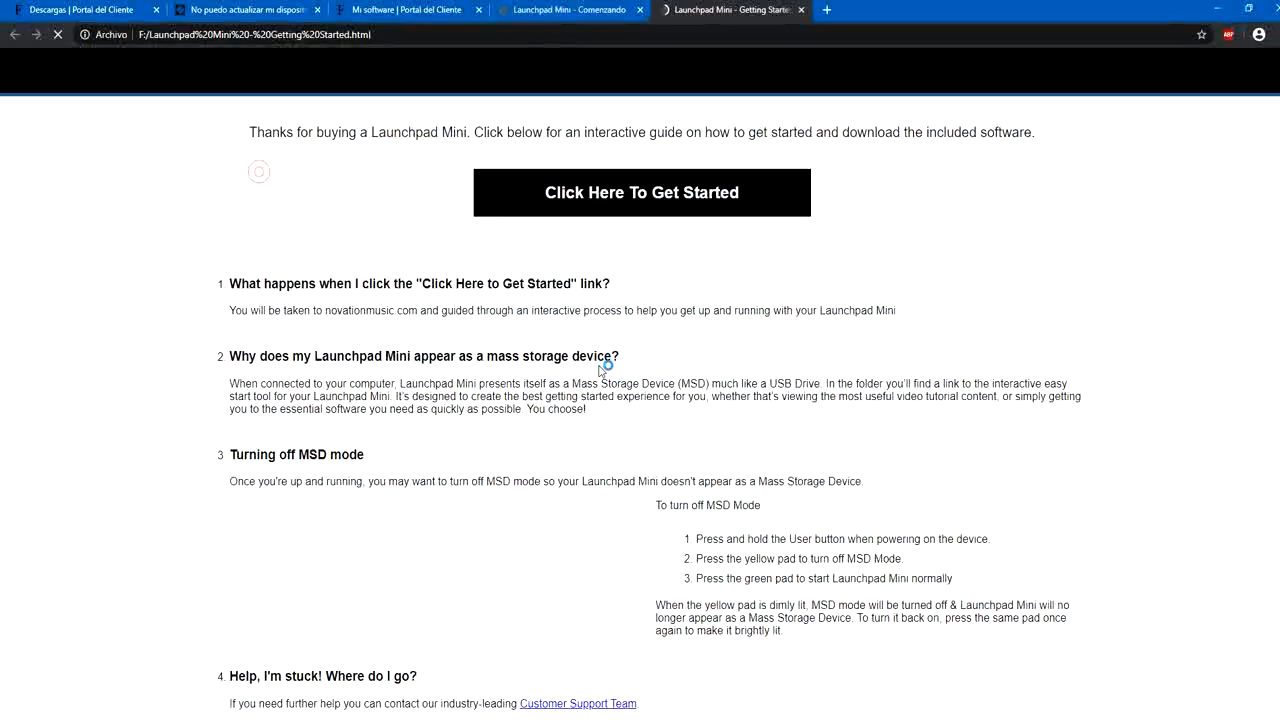 Descargas | Portal del Cliente
No puedo actualizar mi disposit
Mi software | Portal del Cliente
Launchpad Mini - Comenzando
Launchpad Mini - Getting Starte
Archivo | F:/Launchpad%20Mini%20-%20Getting%20Started.html
ABP
Thanks for buying a Launchpad Mini. Click below for an interactive guide on how to get started and download the included software.
Click Here To Get Started
1 What happens when I click the "Click Here to Get Started" link?
You will be taken to novationmusic.com and guided through an interactive process to help you get up and running with your Launchpad Mini
2 Why does my Launchpad Mini appear as a mass storage device?
When connected to your computer, Launchpad Mini presents itself as a Mass Storage Device (MSD) much like a USB Drive. In the folder you'll find a link to the interactive easy
start tool for your Launchpad Mini. It's designed to create the best getting started experience for you, whether that's viewing the most useful video tutorial content, or simply getting
you to the essential software you need as quickly as possible You choose!
3 Turning off MSD mode
Once you're up and running, you may want to turn off MSD mode so your Launchpad Mini doesn't appear as a Mass Storage Device.
To turn off MSD Mode
1 Press and hold the User button when powering on the device.
2. Press the yellow pad to turn off MSD Mode.
3. Press the green pad to start Launchpad Mini normally
When the yellow pad is dimly lit, MSD mode will be turned off & Launchpad Mini will no
longer appear as a Mass Storage Device. To turn it back on, press the same pad once
again to make it brightly lit.
4. Help, I'm stuck! Where do I go?
If you need further help you can contact our industry-leading Customer Support Team.